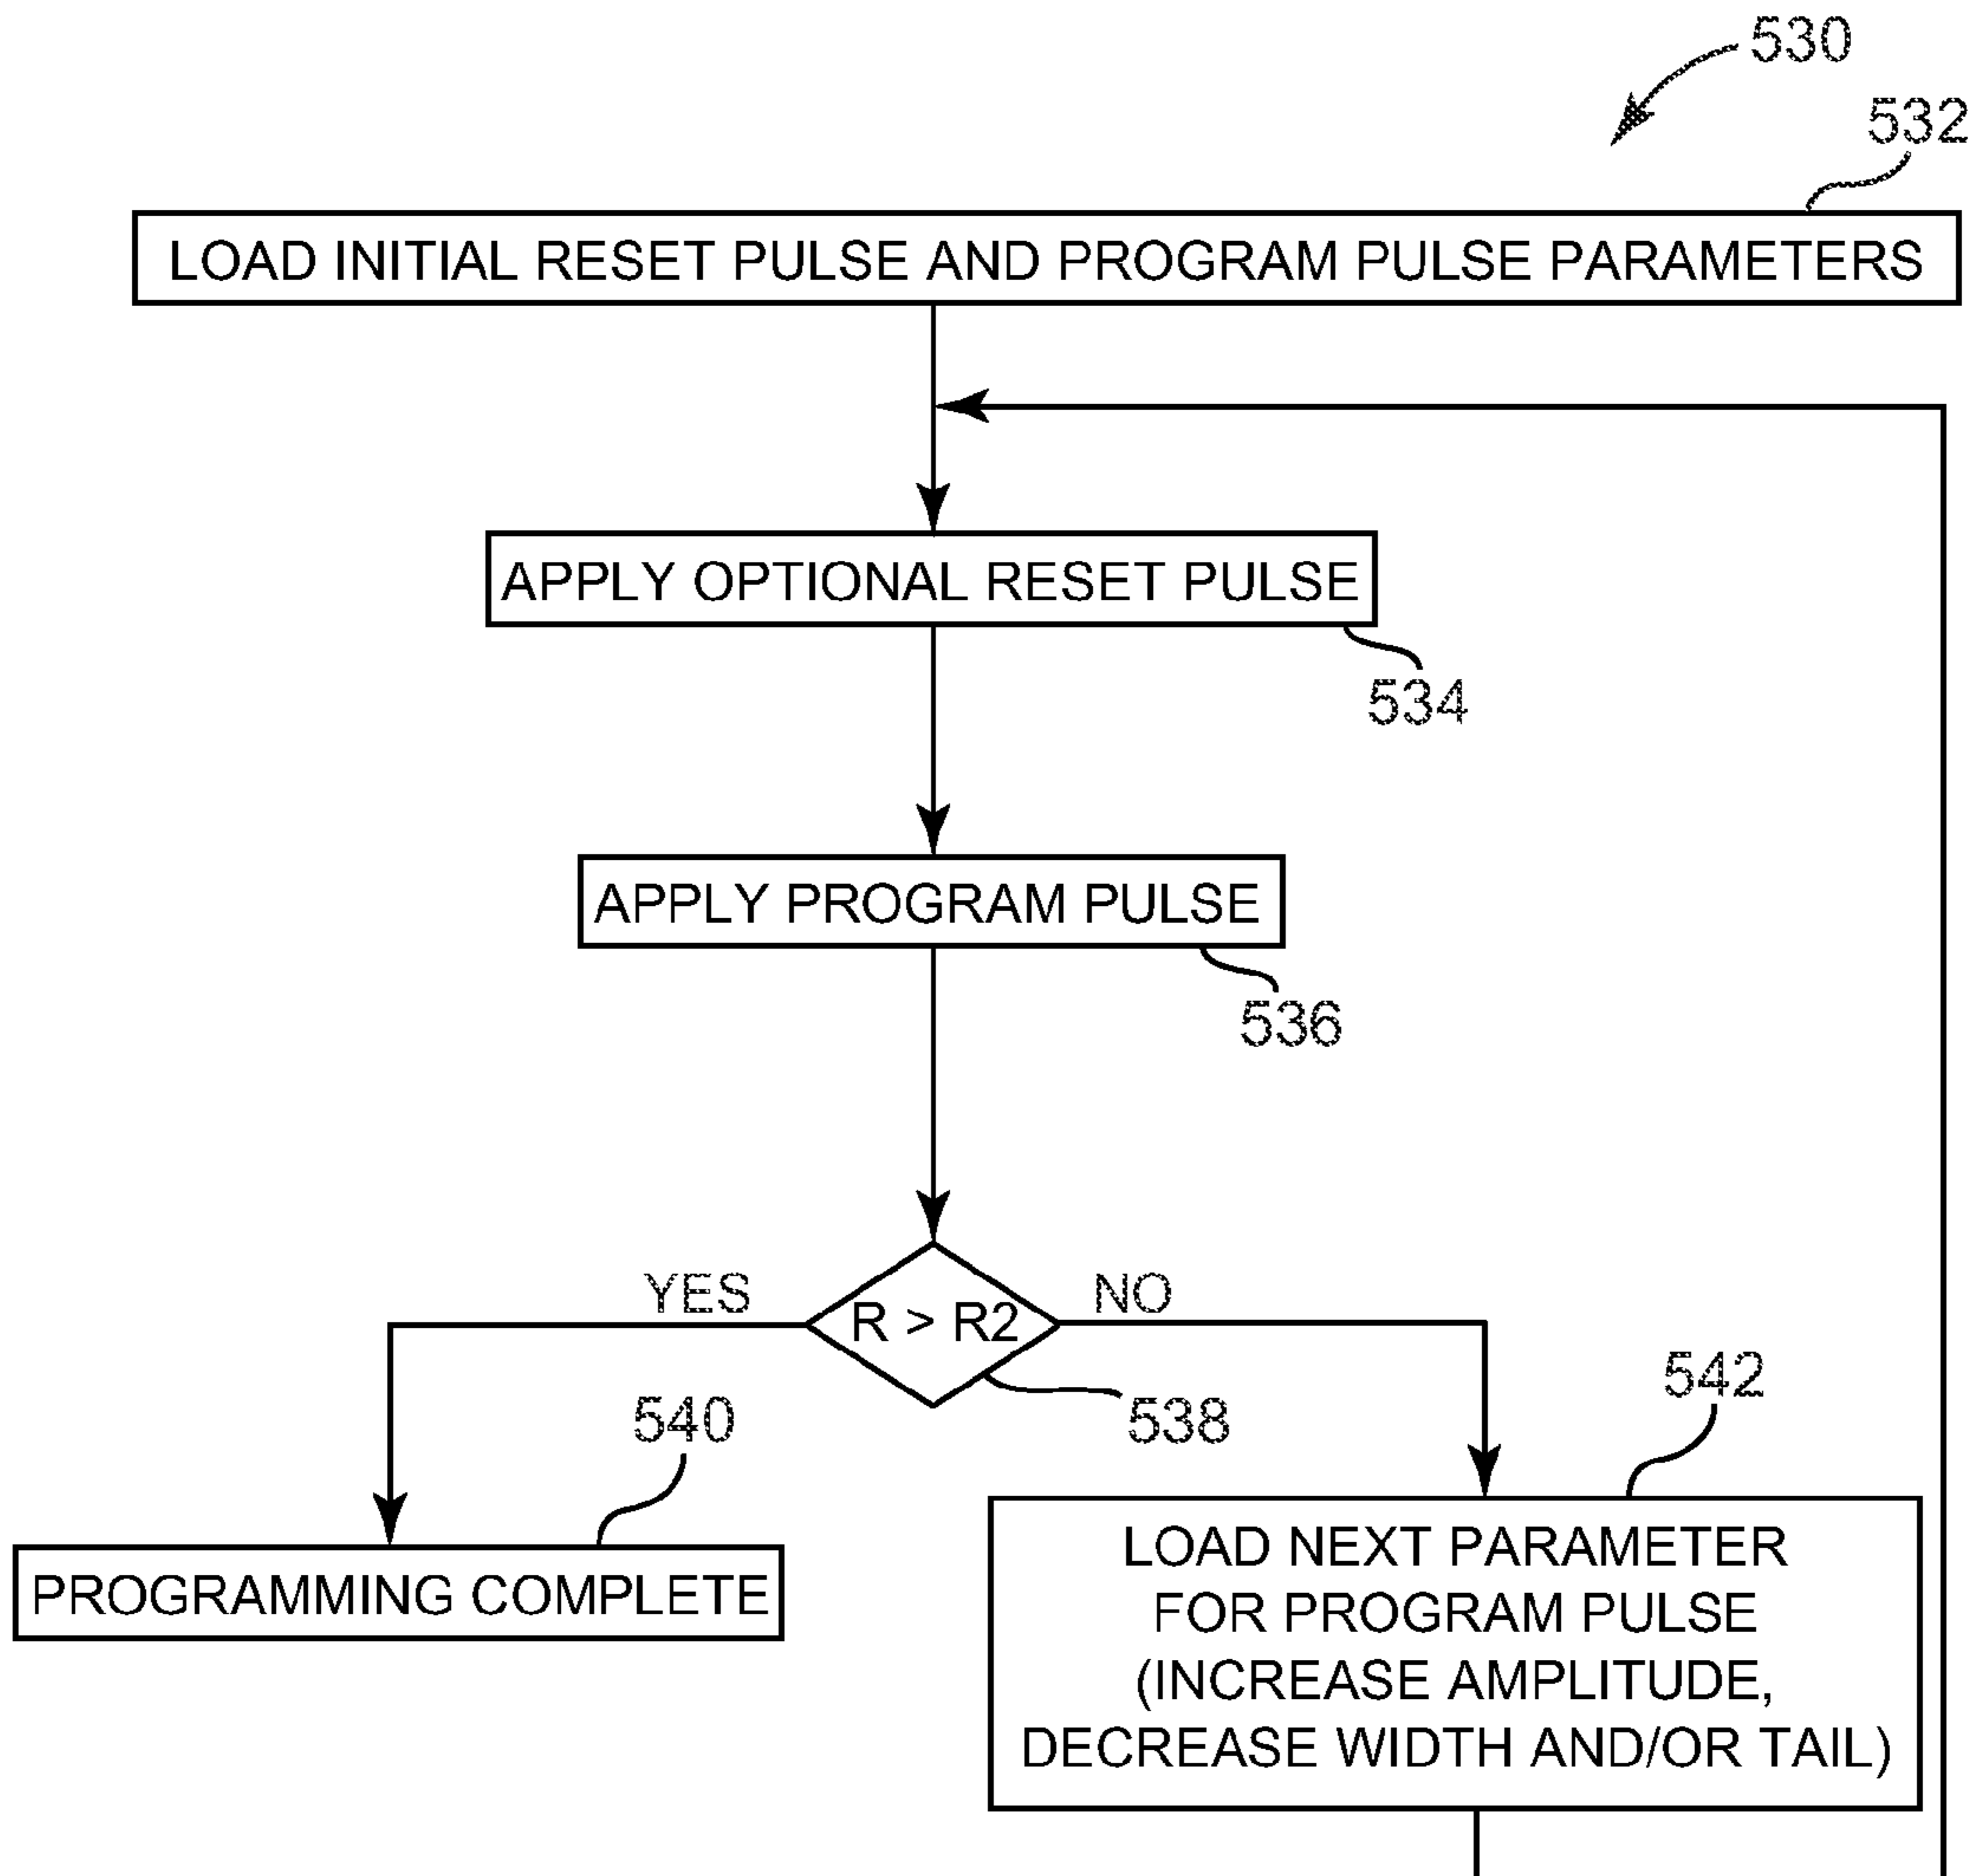 530
532
LOAD INITIAL RESET PULSE AND PROGRAM PULSE PARAMETERS
APPLY OPTIONAL RESET PULSE
534
APPLY PROGRAM PULSE
536
YES
R > R2
NO
538
540
542
PROGRAMMING COMPLETE
LOAD NEXT PARAMETER
FOR PROGRAM PULSE
(INCREASE AMPLITUDE,
DECREASE WIDTH AND/OR TAIL)